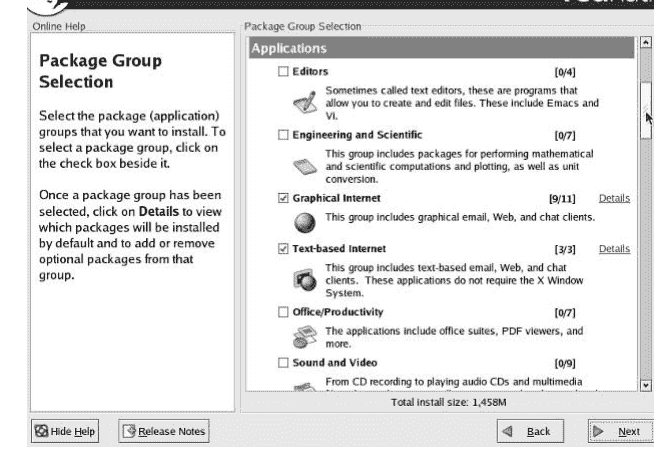 Online Help
Package Group
Selection
Select the package (application)
groups that you want to install. To
select a package group, click on
the check box beside it.
Once a package group has been
selected, click on Details to view
which packages will be installed
by default and to add or remove
optional packages from that
group.
Package Group Selection
Applications
Editors [0/4]
Sometimes called text editors, these are programs that
allow you to create and edit files. These include Emacs and
Vi.
Engineering and Scientific [0/7]
This group includes packages for performing mathematical
and scientific computations and plotting, as well as unit
conversion.
Graphical Internet [9/11] Details
This group includes graphical email, Web, and chat clients.
Text-based Internet [3/3] Details
This group includes text-based email, Web, and chat
clients. These applications do not require the X Window
System.
Office/Productivity [0/7]
The applications include office suites, PDF viewers, and
more.
Sound and Video [0/9]
From CD recording to playing audio CDs and multimedia
Total install size: 1,458M
Hide Help
Release Notes
Back
Next